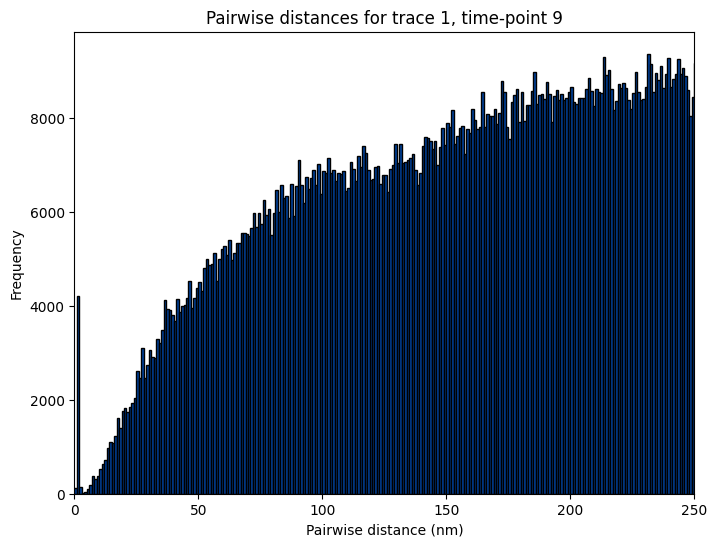 Pairwise distances for trace 1, time-point 9
Frequency
8000
6000
4000
2000
0
0 50 100 150 200 250
Pairwise distance (nm)